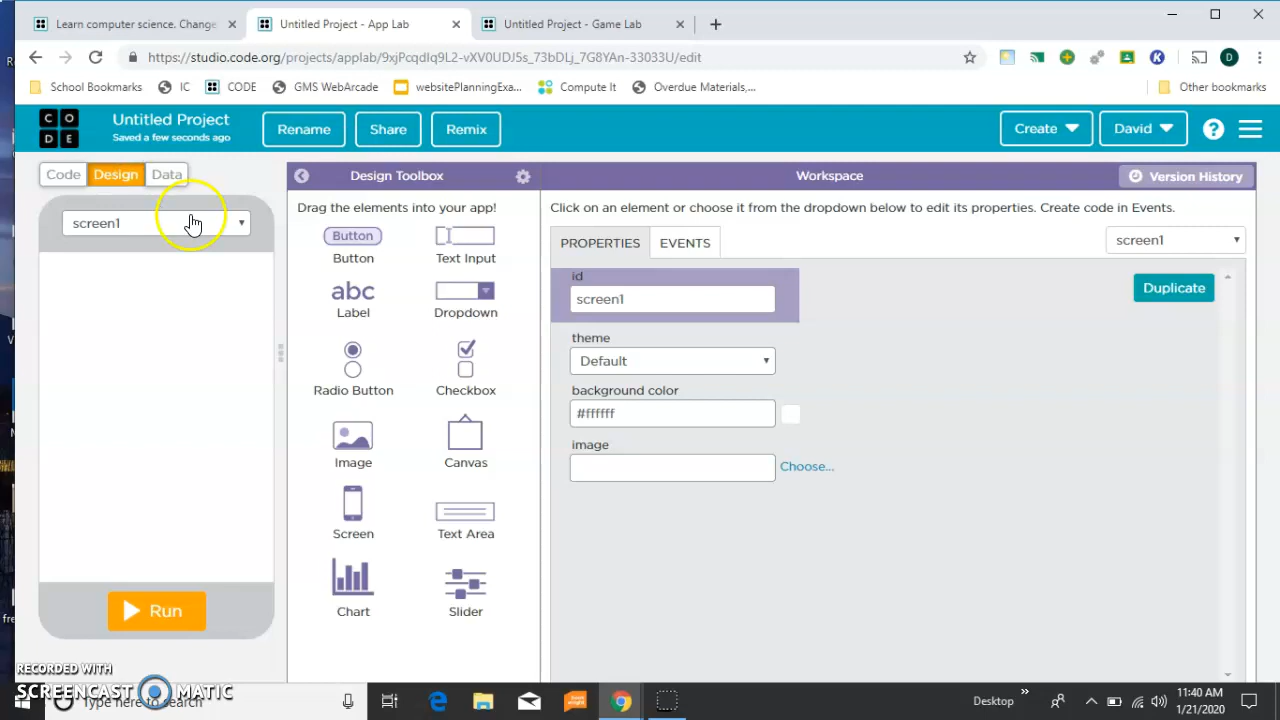 Learn computer science. Change
Untitled Project - App Lab
Untitled Project - Game Lab
https://studio.code.org/projects/applab/9xjPcqdIq9L2-vXV0UDJ5s_73bDLj_7G8YAn-33033U/edit
D
School Bookmarks
IC
CODE
GMS WebArcade
websitePlanningExa...
Compute It
Overdue Materials,...
Other bookmarks
C O
D E
Untitled Project
Saved a few seconds ago
Rename
Share
Remix
Create
David
?
Code
Design
Data
Design Toolbox
Workspace
Version History
screen1
Drag the elements into your app!
Click on an element or choose it from the dropdown below to edit its properties. Create code in Events.
Button
Button
Text Input
PROPERTIES
EVENTS
screen1
abc
Label
Dropdown
id
screen1
Duplicate
Radio Button
Checkbox
theme
Default
background color
#ffffff
Image
Canvas
image
Choose...
Screen
Text Area
Chart
Slider
Run
RECORDED WITH
SCREENCAST MATIC
Type here to search
Desktop
11:40 AM
1/21/2020